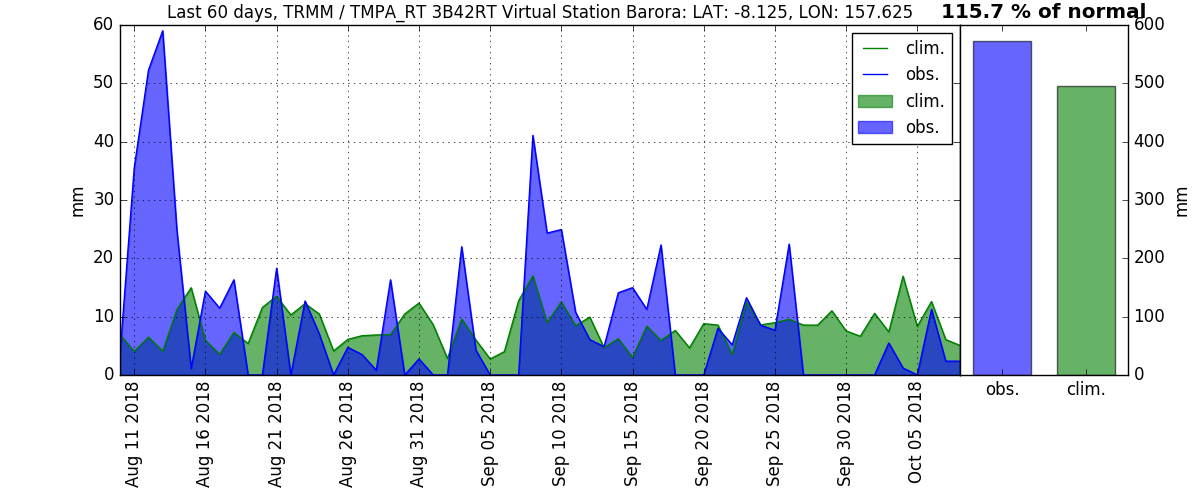 Last 60 days, TRMM / TMPA_RT 3B42RT Virtual Station Barora: LAT: -8.125, LON: 157.625
115.7 % of normal
60
50
40
30
20
10
0
mm
clim.
obs.
clim.
obs.
Aug 11 2018
Aug 16 2018
Aug 21 2018
Aug 26 2018
Aug 31 2018
Sep 05 2018
Sep 10 2018
Sep 15 2018
Sep 20 2018
Sep 25 2018
Sep 30 2018
Oct 05 2018
600
500
400
300
200
100
0
mm
obs.
clim.